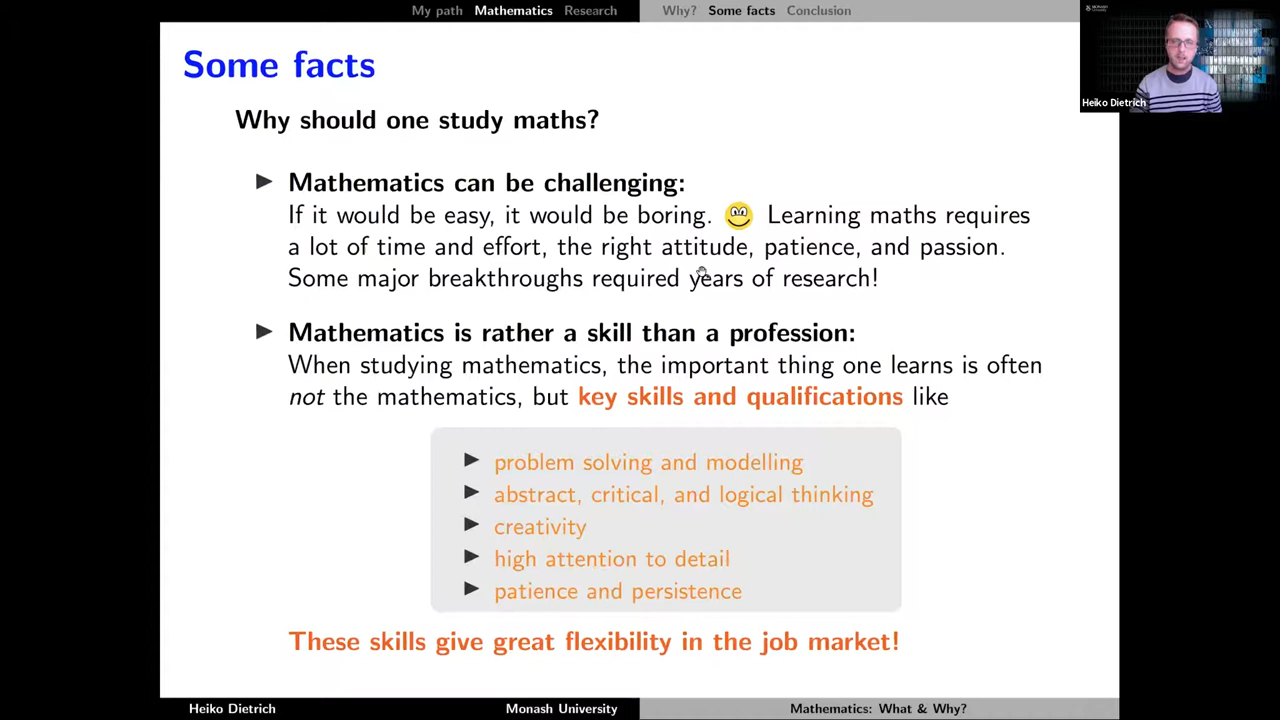 My path Mathematics Research Why? Some facts Conclusion
MONASH University
Heiko Dietrich
Some facts
Why should one study maths?
Mathematics can be challenging:
If it would be easy, it would be boring. Learning maths requires
a lot of time and effort, the right attitude, patience, and passion.
Some major breakthroughs required years of research!
Mathematics is rather a skill than a profession:
When studying mathematics, the important thing one learns is often
not the mathematics, but key skills and qualifications like
problem solving and modelling
abstract, critical, and logical thinking
creativity
high attention to detail
patience and persistence
These skills give great flexibility in the job market!
Heiko Dietrich Monash University Mathematics: What & Why?